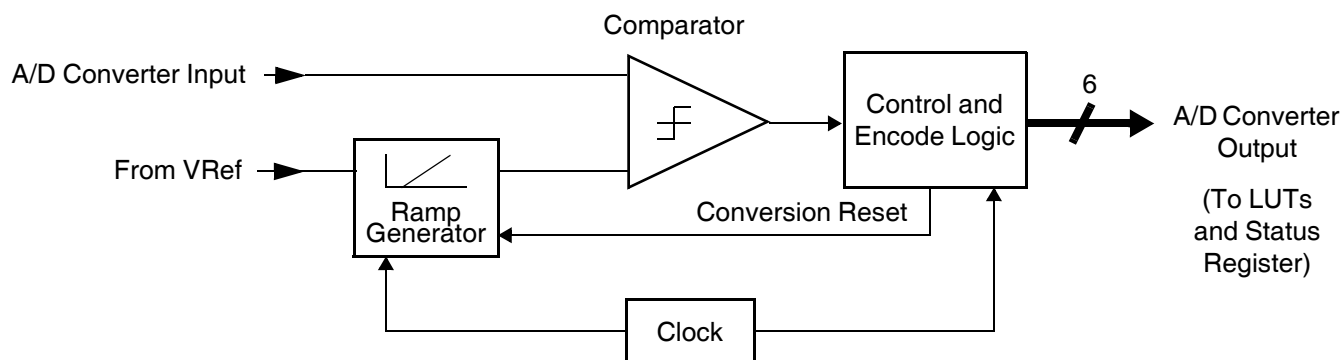 Comparator
A/D Converter Input
Control and
Encode Logic
6
A/D Converter
Output
(To LUTs
and Status
Register)
From VRef
Ramp
Generator
Conversion Reset
Clock